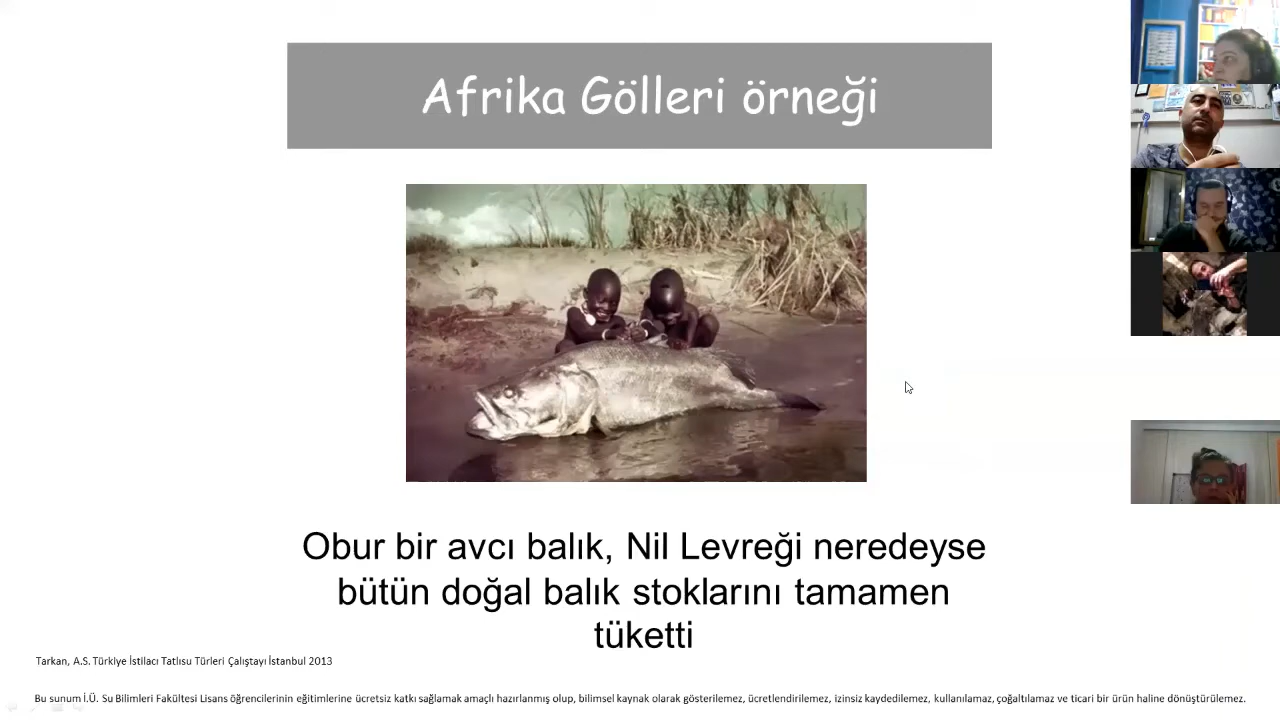 Afrika Gölleri örneği
Obur bir avcı balık, Nil Levreği neredeyse
bütün doğal balık stoklarını tamamen
tüketti
Tarkan, A.S. Türkiye İstilacı Tatlısu Türleri Çalıştayı İstanbul 2013
Bu sunum İ.Ü. Su Bilimleri Fakültesi Lisans öğrencilerinin eğitimlerine ücretsiz katkı sağlamak amaçlı hazırlanmış olup, bilimsel kaynak olarak gösterilemez, ücretlendirilemez, izinsiz kaydedilemez, kullanılamaz, çoğaltılamaz ve ticari bir ürün haline dönüştürülemez.